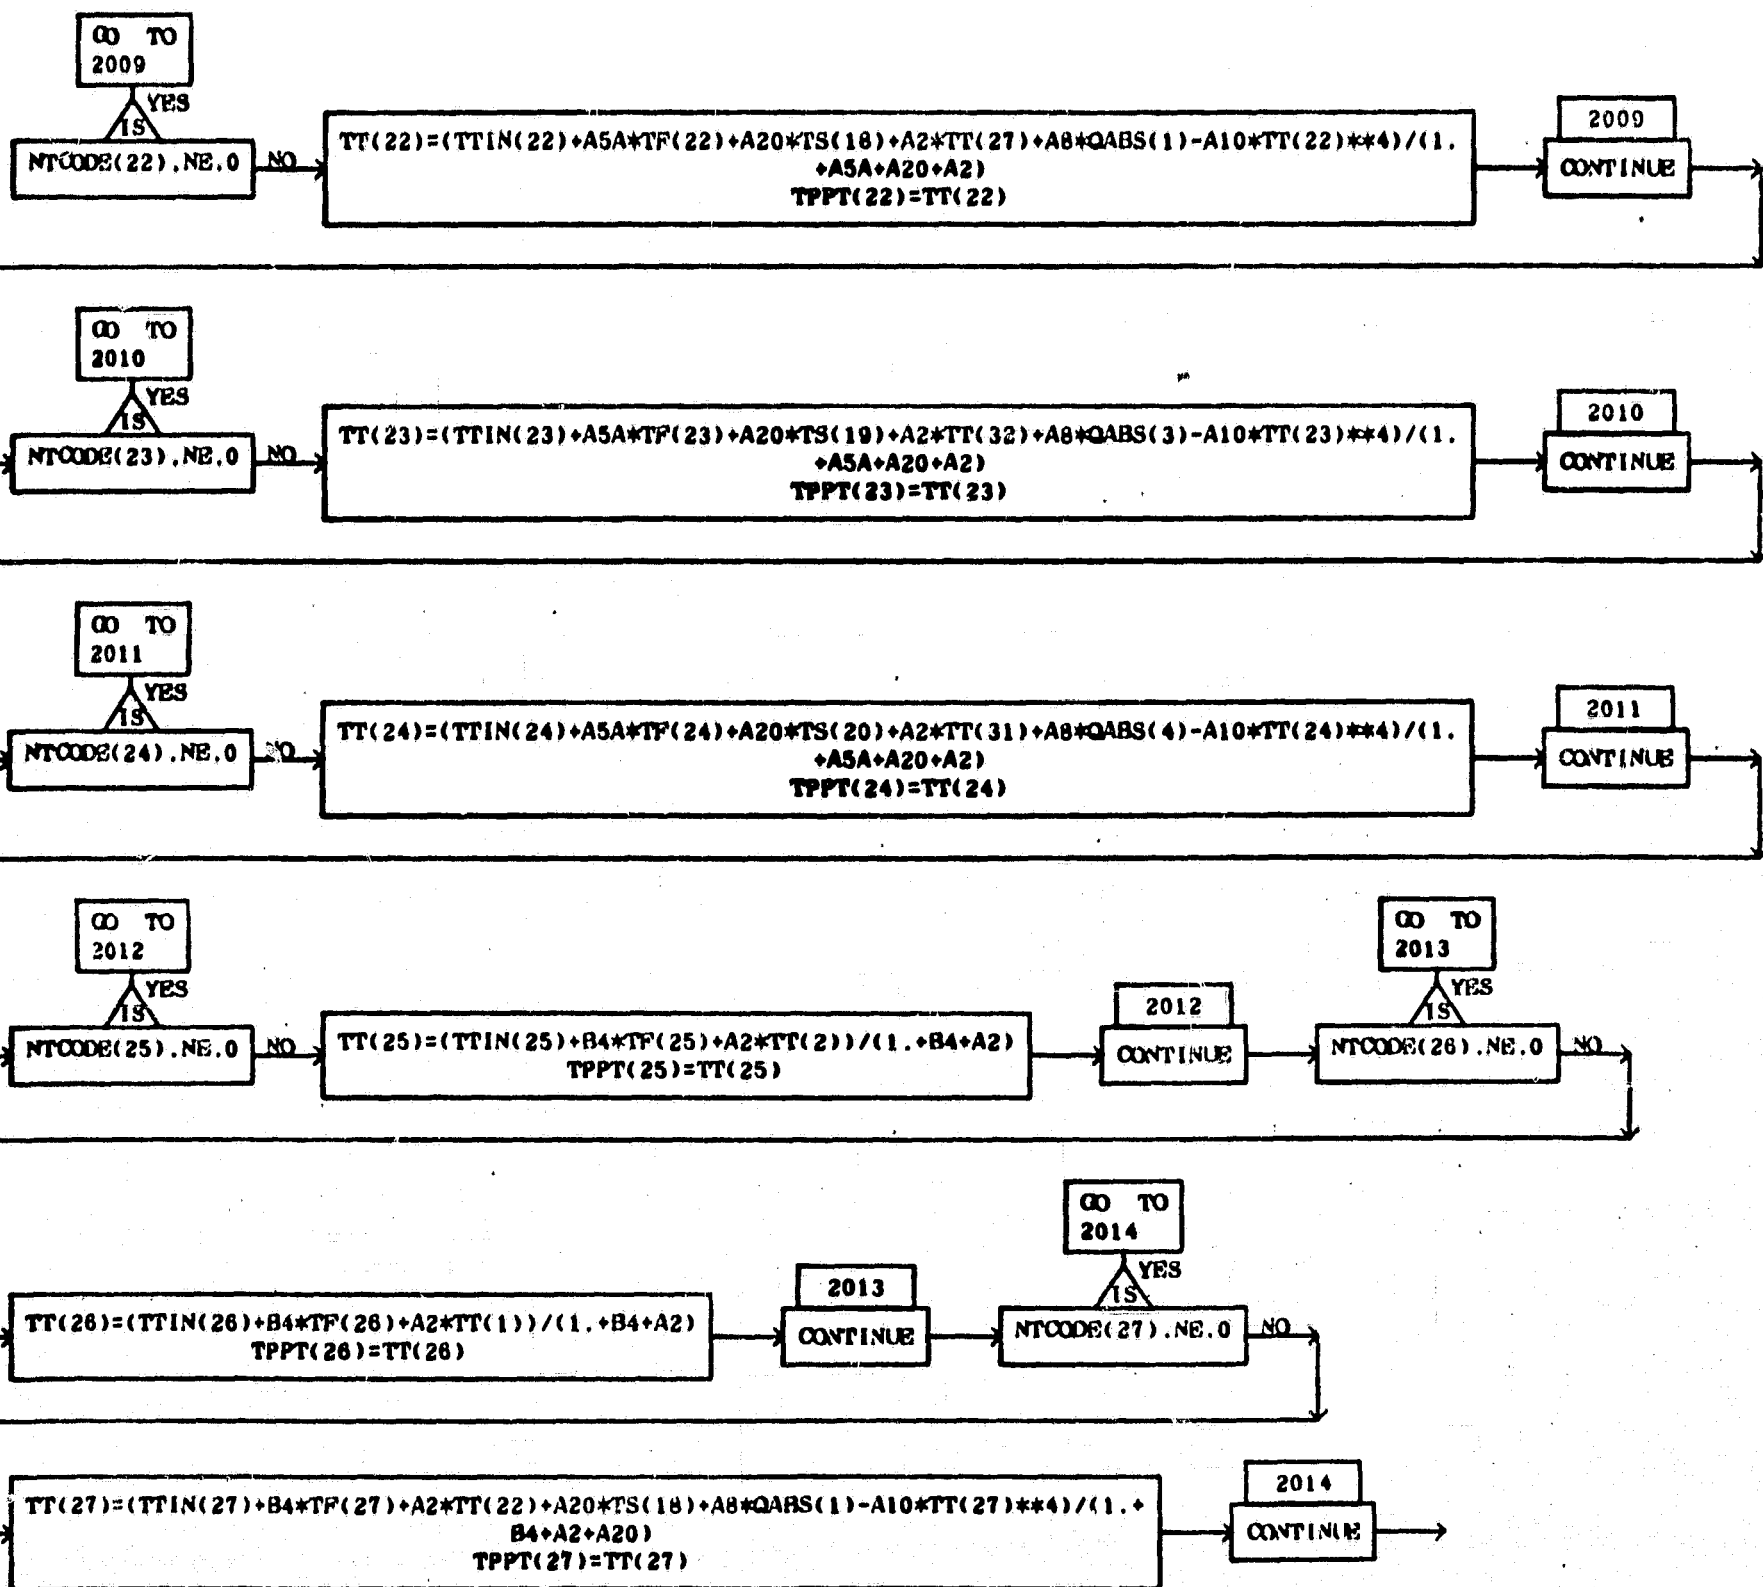 GO TO
2009
YES
IS
NTCODE(22).NE.0
NO
TT(22)=(TTIN(22)+A5A*TF(22)+A20*TS(18)+A2*TT(27)+A8*QABS(1)-A10*TT(22)**4)/(1.
+A5A+A20+A2)
TPPT(22)=TT(22)
2009
CONTINUE
GO TO
2010
YES
IS
NTCODE(23).NE.0
NO
TT(23)=(TTIN(23)+A5A*TF(23)+A20*TS(19)+A2*TT(32)+A8*QABS(3)-A10*TT(23)**4)/(1.
+A5A+A20+A2)
TPPT(23)=TT(23)
2010
CONTINUE
GO TO
2011
YES
IS
NTCODE(24).NE.0
NO
TT(24)=(TTIN(24)+A5A*TF(24)+A20*TS(20)+A2*TT(31)+A8*QABS(4)-A10*TT(24)**4)/(1.
+A5A+A20+A2)
TPPT(24)=TT(24)
2011
CONTINUE
GO TO
2012
YES
IS
NTCODE(25).NE.0
NO
TT(25)=(TTIN(25)+B4*TF(25)+A2*TT(2))/(1.+B4+A2)
TPPT(25)=TT(25)
2012
CONTINUE
GO TO
2013
YES
IS
NTCODE(26).NE.0
NO
TT(26)=(TTIN(26)+B4*TF(26)+A2*TT(1))/(1.+B4+A2)
TPPT(26)=TT(26)
2013
CONTINUE
GO TO
2014
YES
IS
NTCODE(27).NE.0
NO
TT(27)=(TTIN(27)+B4*TF(27)+A2*TT(22)+A20*TS(18)+A8*QABS(1)-A10*TT(27)**4)/(1.+
B4+A2+A20)
TPPT(27)=TT(27)
2014
CONTINUE